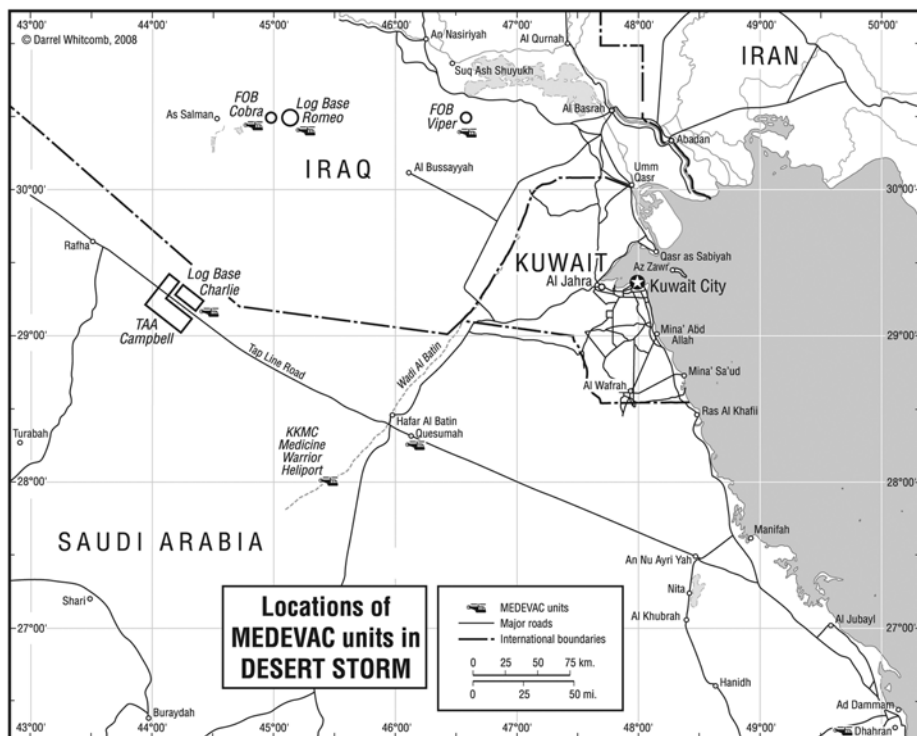 43°00'
44°00'
45°00'
46°00'
47°00'
48°00'
49°00'
50°00'
© Darrel Whitcomb, 2008
An Nasiriyah
Al Qurnah
IRAN
Suq Ash Shuyukh
FOB
Cobra
Log Base
Romeo
As Salman
FOB
Viper
Al Basrah
Abadan
IRAQ
Al Bussayyah
Umm
Qasr
30°00'
30°00'
Rafha
Log Base
Charlie
KUWAIT
Qasr as Sabiyah
Az Zawr'
Al Jahra
Kuwait City
TAA
Campbell
29°00'
29°00'
Mina' Abd
Allah
Tap Line Road
Wadi Al Batin
Mina' Sa'ud
Al Wafrah
Ras Al Khafii
Hafar Al Batin
Quesumah
Turabah
KKMC
Medicine
Warrior
Heliport
28°00'
28°00'
SAUDI ARABIA
Manifah
An Nu Ayri Yah
Nita
Shari
Al Khubrah
Al Jubayl
27°00'
27°00'
Locations of
MEDEVAC units in
DESERT STORM
MEDEVAC units
Major roads
International boundaries
0 25 50 75 km.
0 25 50 mi.
Hanidh
Buraydah
Ad Dammam
Dhahran
43°00'
44°00'
45°00'
46°00'
47°00'
48°00'
49°00'
50°00'